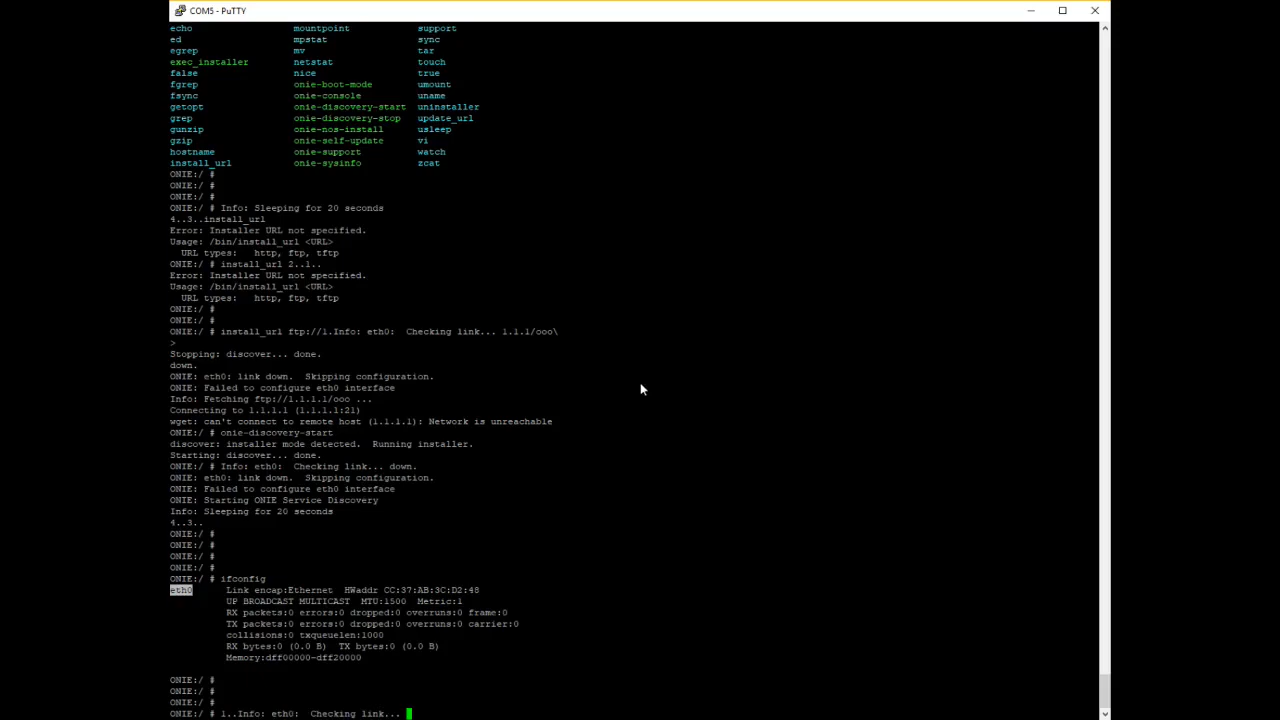 COM5 - PuTTY
echo mountpoint support
ed mpstat sync
egrep mv tar
exec_installer netstat touch
false nice true
fgrep onie-boot-mode umount
fsync onie-console uname
getopt onie-discovery-start uninstaller
grep onie-discovery-stop update_url
gunzip onie-nos-install usleep
gzip onie-self-update vi
hostname onie-support watch
install_url onie-sysinfo zcat
ONIE:/ #
ONIE:/ #
ONIE:/ #
ONIE:/ # Info: Sleeping for 20 seconds
4..3..install_url
Error: Installer URL not specified.
Usage: /bin/install_url <URL>
URL types: http, ftp, tftp
ONIE:/ # install_url 2..1..
Error: Installer URL not specified.
Usage: /bin/install_url <URL>
URL types: http, ftp, tftp
ONIE:/ #
ONIE:/ #
ONIE:/ # install_url ftp://1.Info: eth0: Checking link... 1.1.1/ooo\
>
Stopping: discover... done.
down.
ONIE: eth0: link down. Skipping configuration.
ONIE: Failed to configure eth0 interface
Info: Fetching ftp://1.1.1.1/ooo ...
Connecting to 1.1.1.1 (1.1.1.1:21)
wget: can't connect to remote host (1.1.1.1): Network is unreachable
ONIE:/ # onie-discovery-start
discover: installer mode detected. Running installer.
Starting: discover... done.
ONIE:/ # Info: eth0: Checking link... down.
ONIE: eth0: link down. Skipping configuration.
ONIE: Failed to configure eth0 interface
ONIE: Starting ONIE Service Discovery
Info: Sleeping for 20 seconds
4..3..
ONIE:/ #
ONIE:/ #
ONIE:/ #
ONIE:/ #
ONIE:/ # ifconfig
eth0 Link encap:Ethernet HWaddr CC:37:AB:3C:D2:48
UP BROADCAST MULTICAST MTU:1500 Metric:1
RX packets:0 errors:0 dropped:0 overruns:0 frame:0
TX packets:0 errors:0 dropped:0 overruns:0 carrier:0
collisions:0 txqueuelen:1000
RX bytes:0 (0.0 B) TX bytes:0 (0.0 B)
Memory:dff00000-dff20000
ONIE:/ #
ONIE:/ #
ONIE:/ #
ONIE:/ # 1..Info: eth0: Checking link...